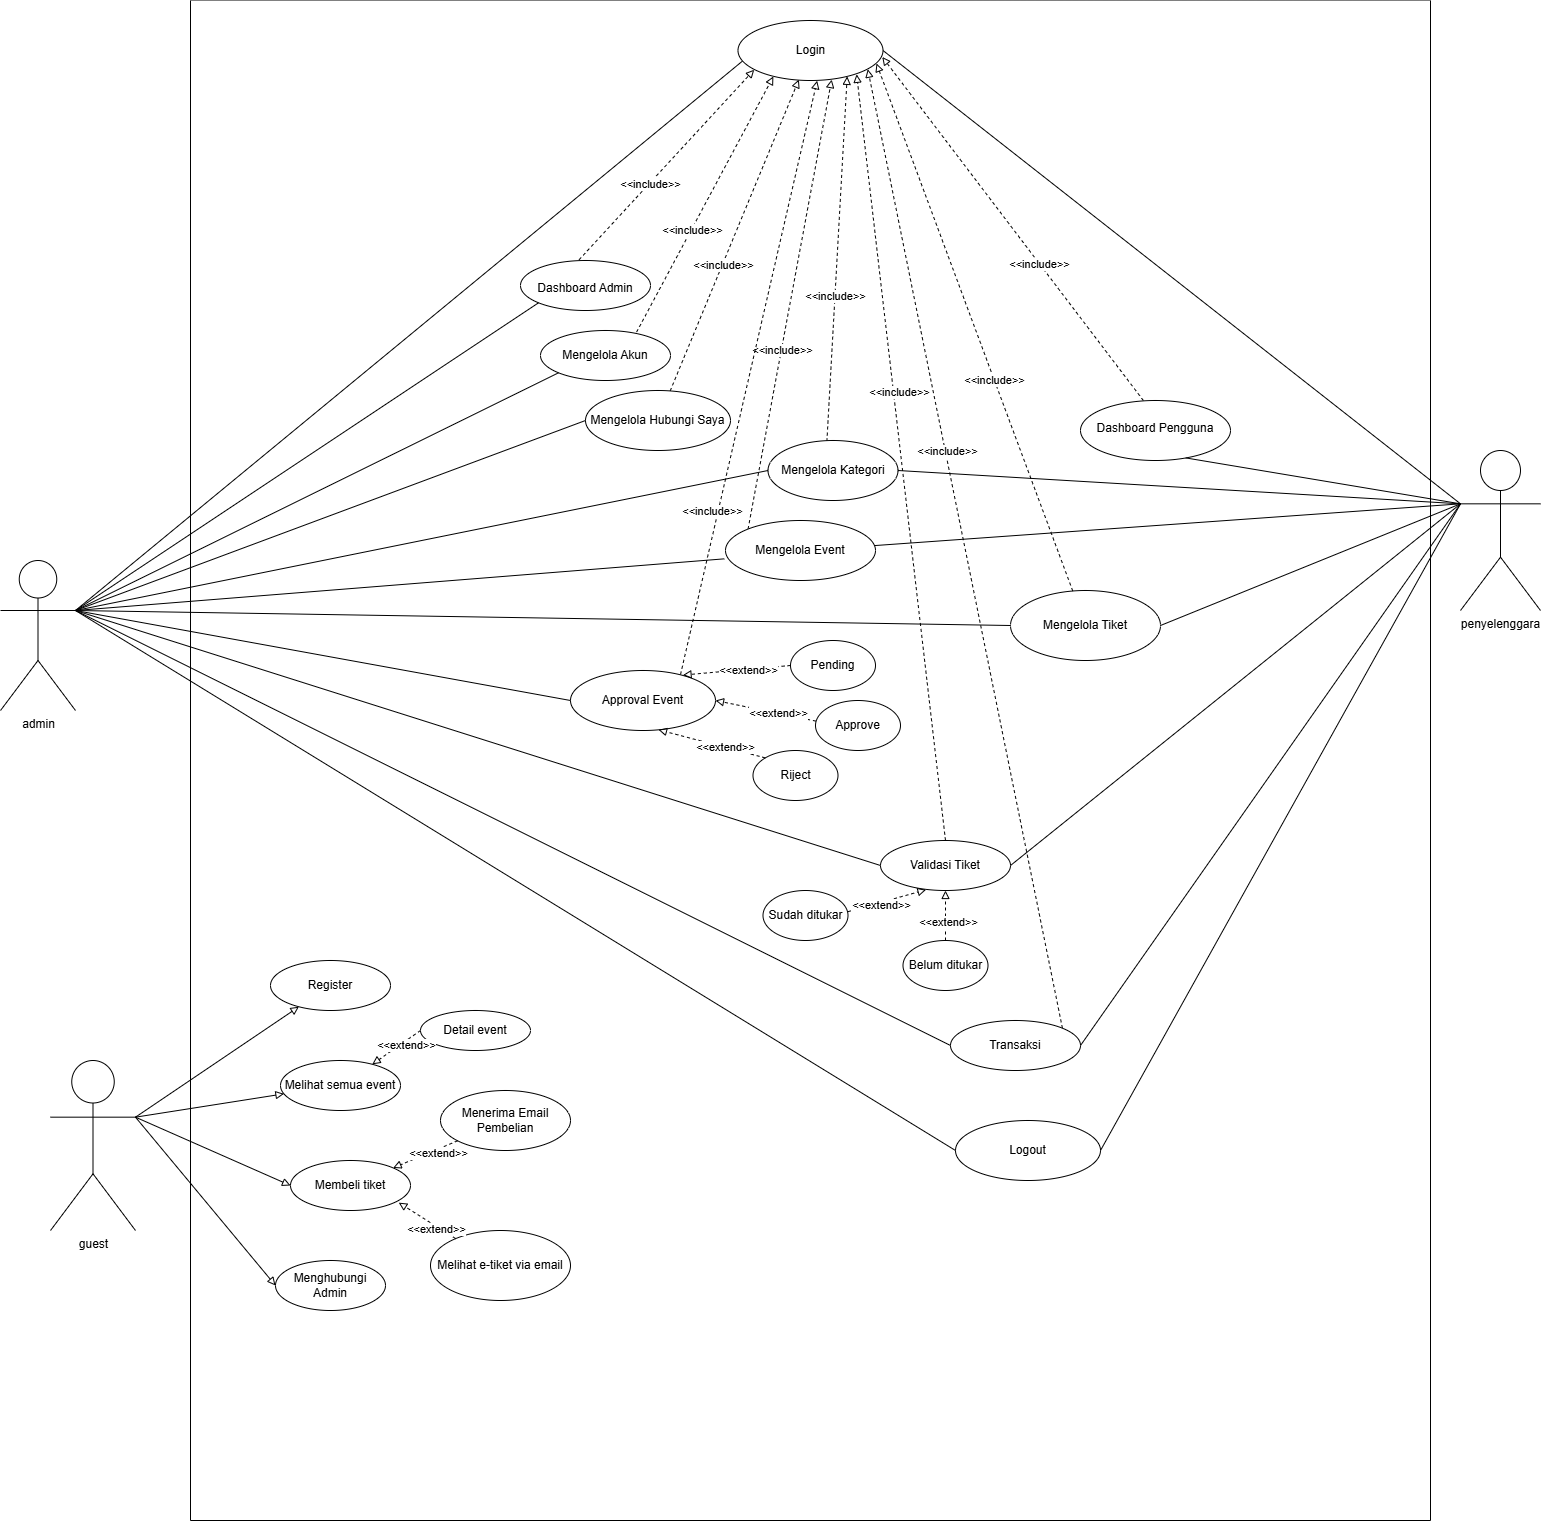 Login
<<include>>
<<include>>
<<include>>
<<include>>
Dashboard Admin
<<include>>
Mengelola Akun
<<include>>
<<include>>
<<include>>
Mengelola Hubungi Saya
Dashboard Pengguna
<<include>>
Mengelola Kategori
<<include>>
Mengelola Event
Mengelola Tiket
penyelenggara
Pending
<<extend>>
Approval Event
<<extend>>
Approve
admin
<<extend>>
Riject
Validasi Tiket
<<extend>>
Sudah ditukar
<<extend>>
Belum ditukar
Register
Detail event
<<extend>>
Transaksi
Melihat semua event
Menerima Email
Pembelian
<<extend>>
Logout
Membeli tiket
<<extend>>
guest
Melihat e-tiket via email
Menghubungi
Admin